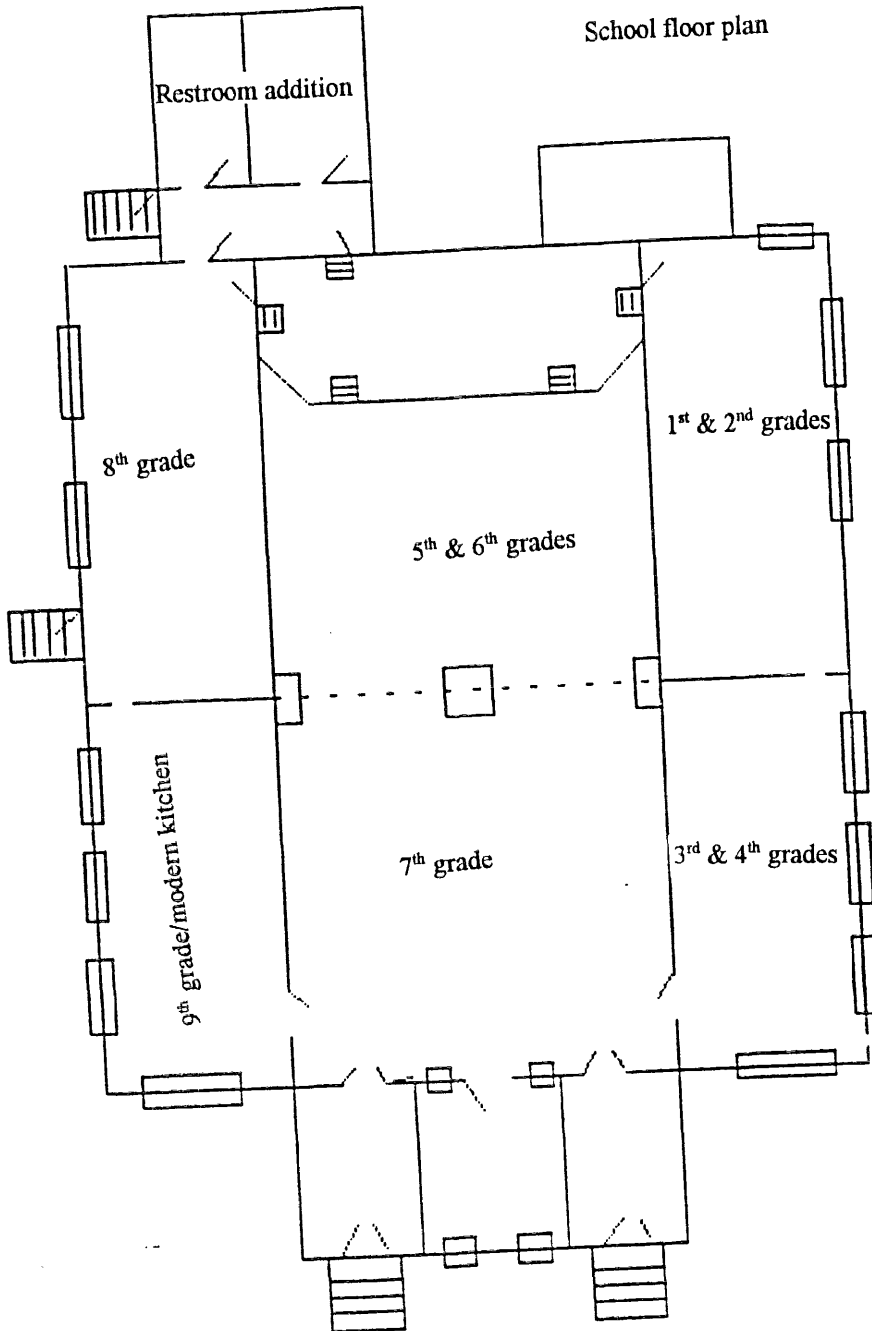 School floor plan
Restroom addition
1st & 2nd grades
8th grade
5th & 6th grades
9th grade/modern kitchen
7th grade
3rd & 4th grades